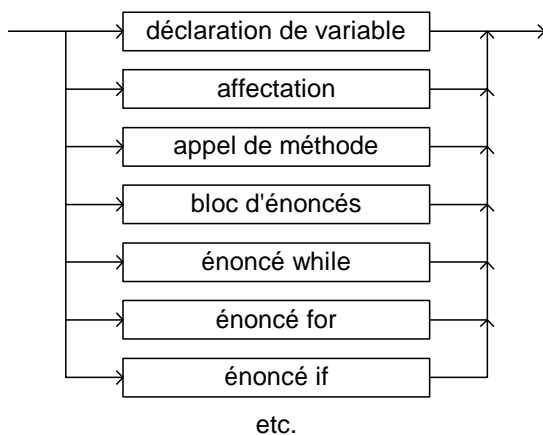 déclaration de variable
affectation
appel de méthode
bloc d'énoncés
énoncé while
énoncé for
énoncé if
etc.